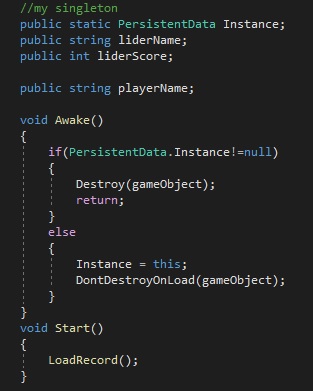 //my singleton
public static PersistentData Instance;
public string liderName;
public int liderScore;
public string playerName;
void Awake()
{
if(PersistentData.Instance!=null)
{
Destroy(gameObject);
return;
}
else
{
Instance = this;
DontDestroyOnLoad(gameObject);
}
}
void Start()
{
LoadRecord();
}